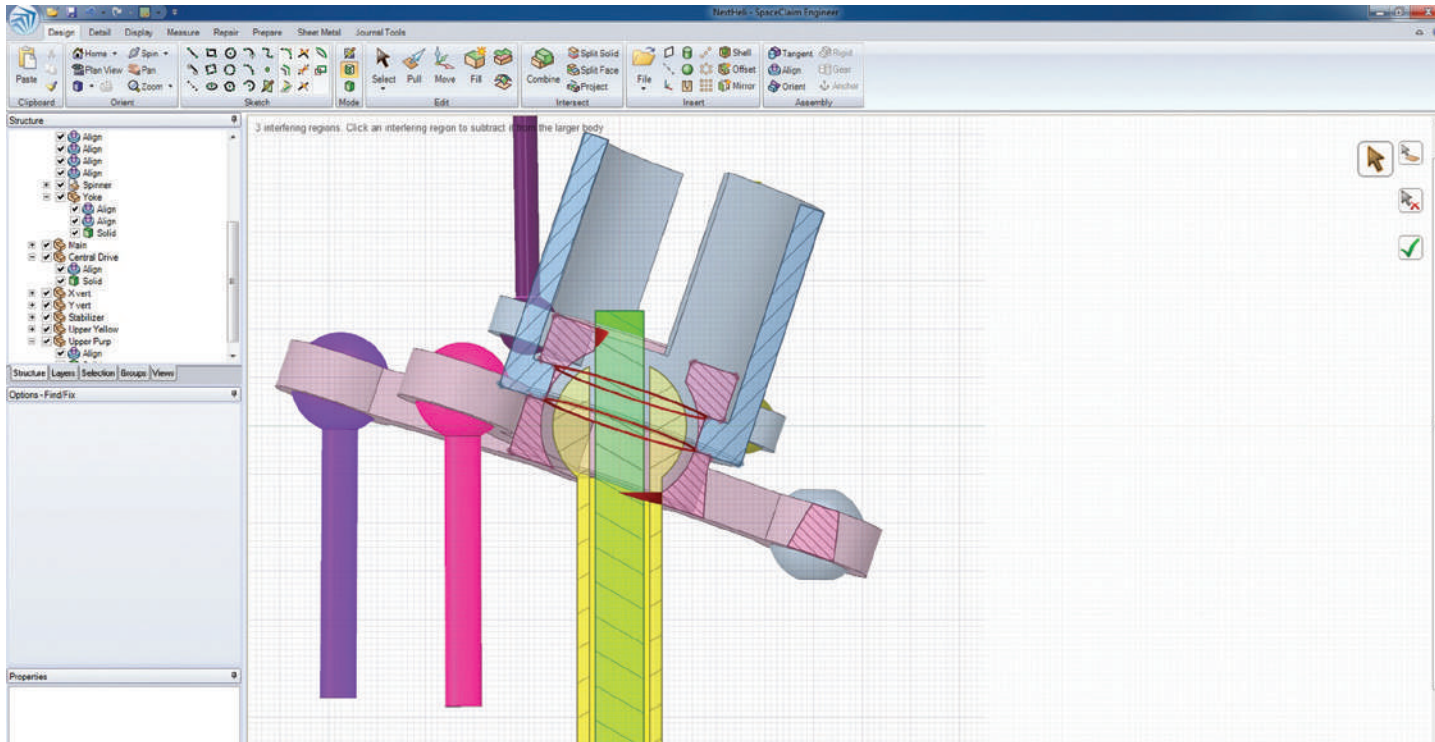 NextHeli - SpaceClaim Engineer
Design Detail Display Measure Repair Prepare Sheet Metal Journal Tools
Home Spin Split Solid Shell Tangent Rigid
Paste Plan View Pan Select Pull Move Fill Combine Split Face File Offset Align Gear
Zoom Project Mirror Orient Anchor
Clipboard Orient Sketch Mode Edit Intersect Insert Assembly
Structure
3 interfering regions. Click an interfering region to subtract it from the larger body
Align
Align
Align
Align
Spinner
Yoke
Align
Align
Solid
Main
Central Drive
Align
Solid
X vert
Y vert
Stabilizer
Upper Yellow
Upper Purp
Align
Structure Layers Selection Groups Views
Options - Find/Fix
Properties